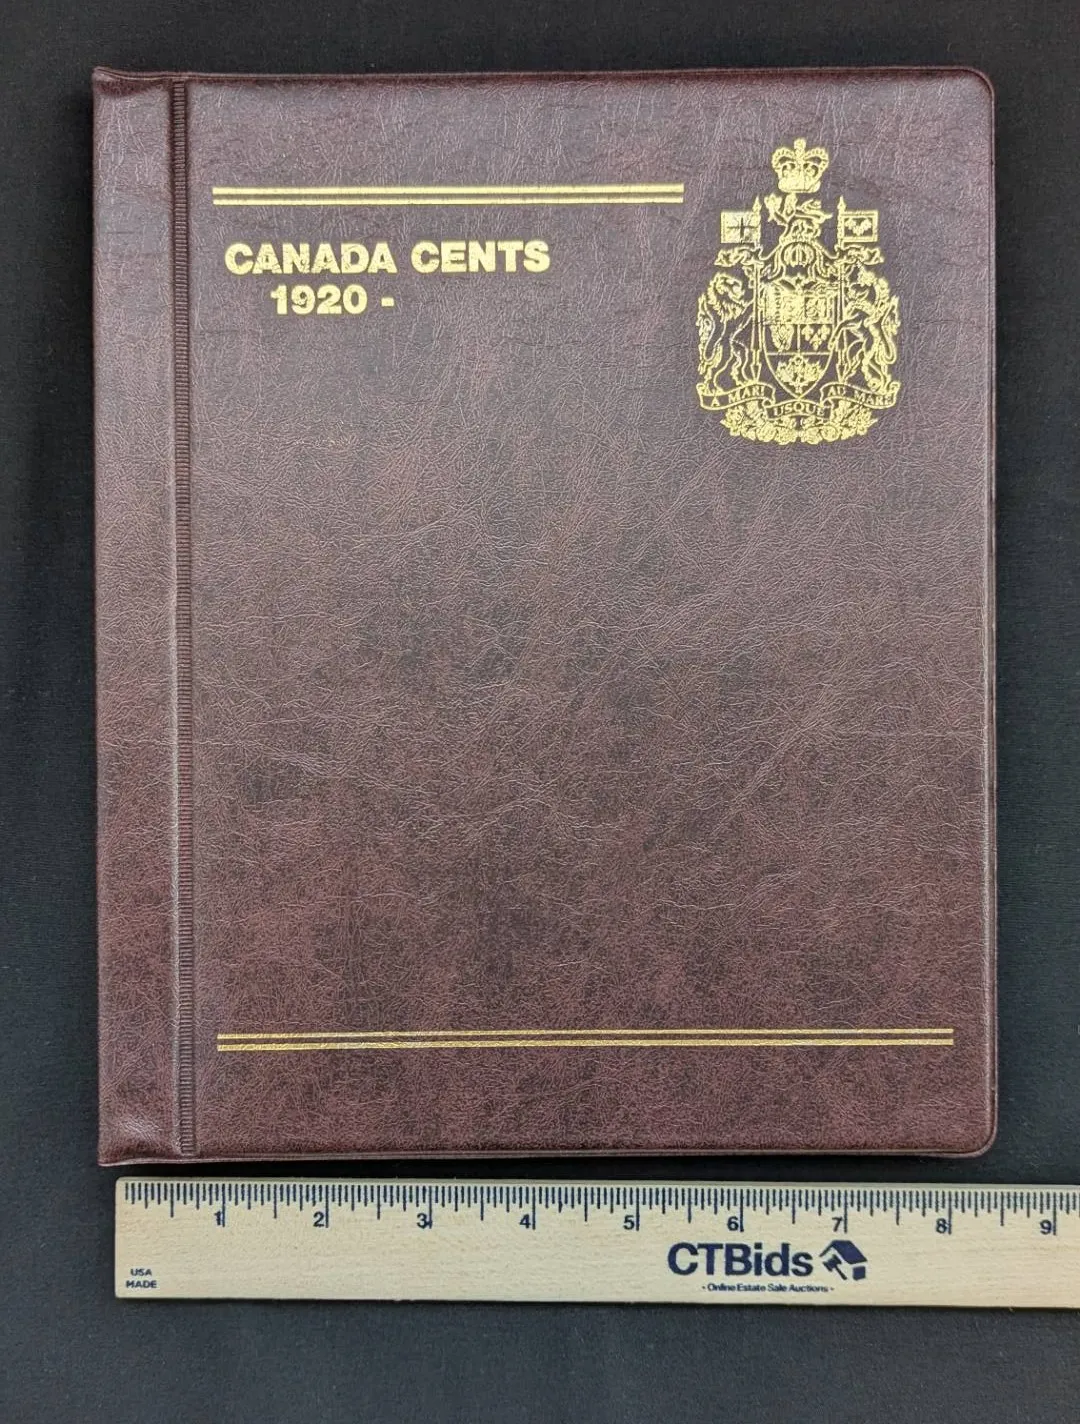 CANADA CENTS
1920 -
A MARI USQUE AD MARE
1 2 3 4 5 6 7 8 9
CTBids
- Online Estate Sale Auctions -
USA
MADE